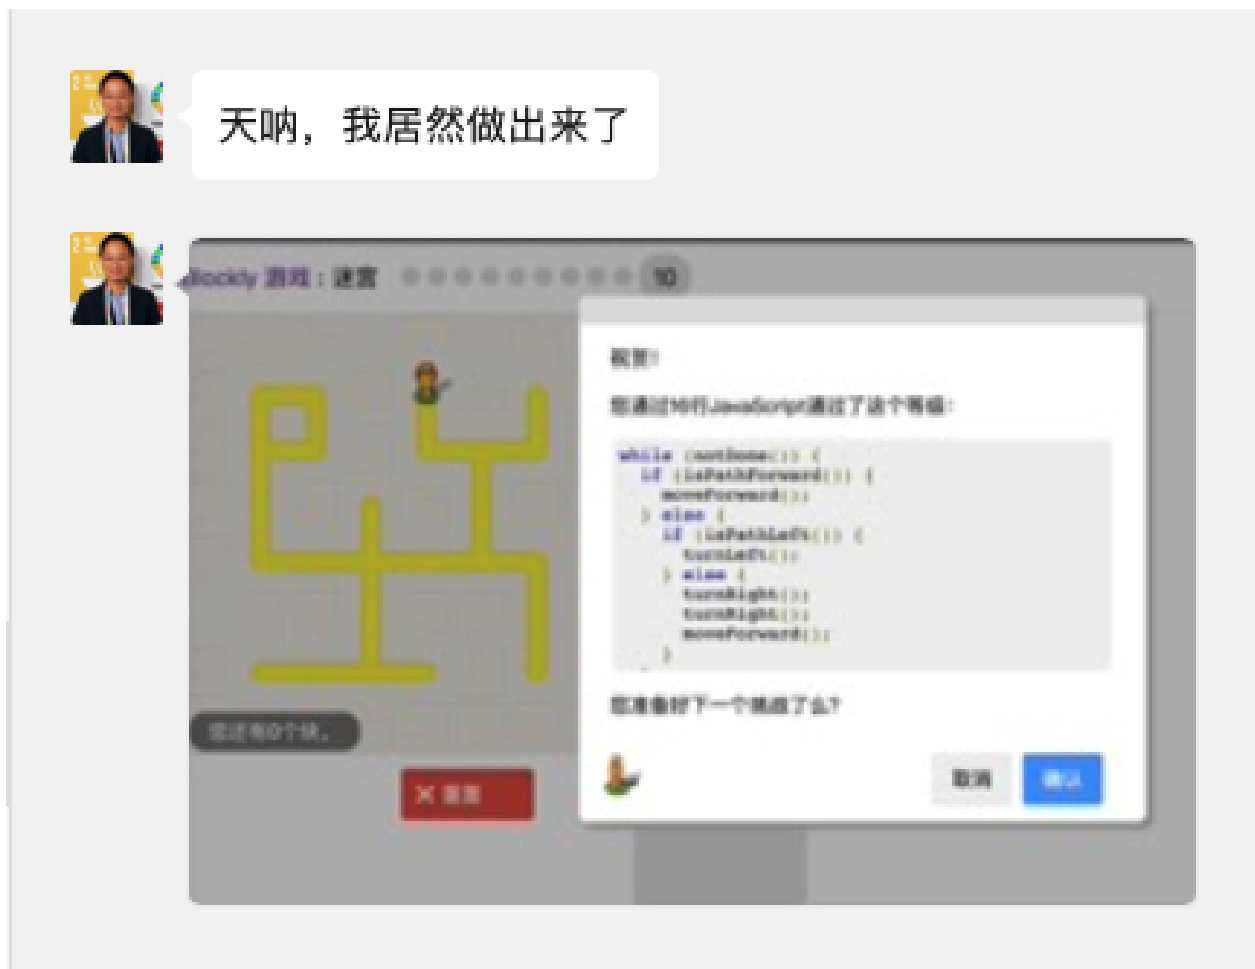 天呐，我居然做出来了
Blockly 游戏 : 迷宫 10
祝贺!
您通过16行JavaScript通过了这个等级:
while (notDone()) {
if (isPathForward()) {
moveForward();
} else {
if (isPathLeft()) {
turnLeft();
} else {
turnRight();
turnRight();
moveForward();
}
您准备好下一个挑战了么?
您还有0个块。
取消 确认
✕ 重置